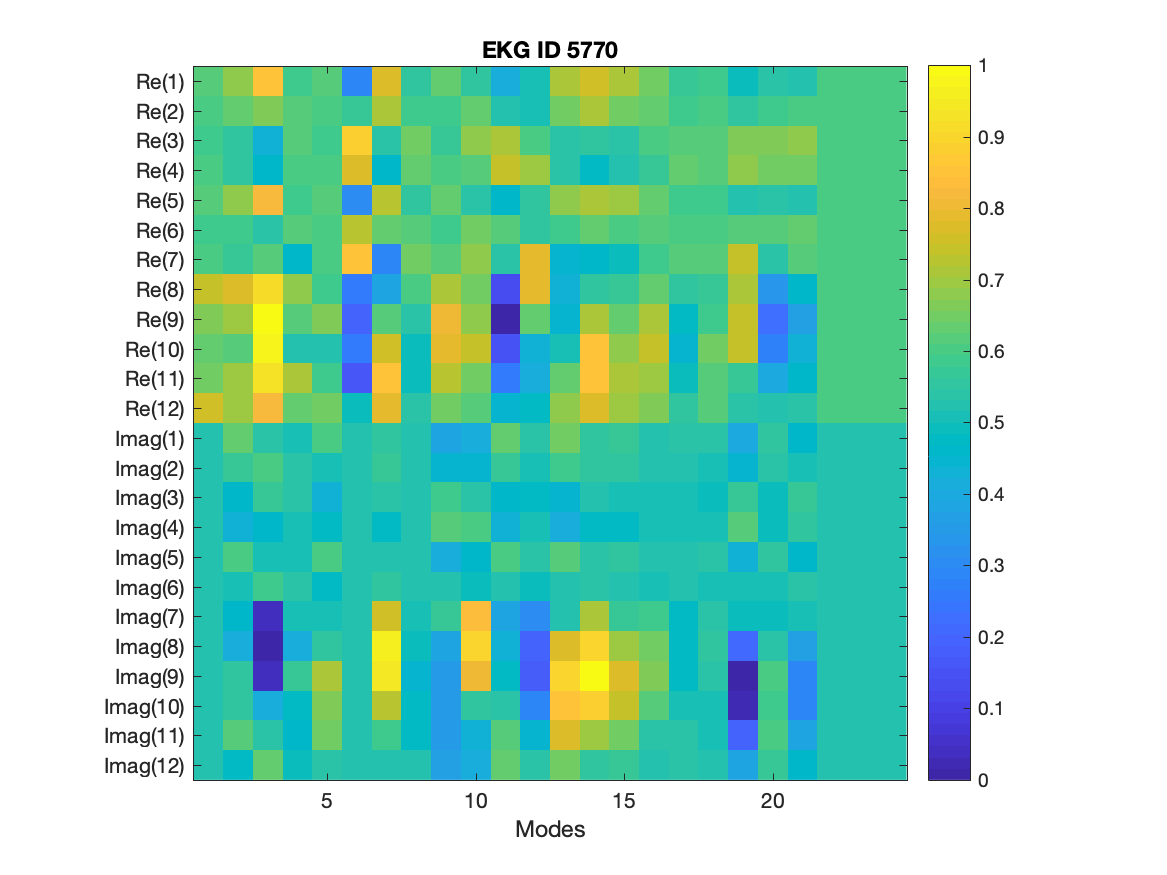 EKG ID 5770
Re(1)
Re(2)
Re(3)
Re(4)
Re(5)
Re(6)
Re(7)
Re(8)
Re(9)
Re(10)
Re(11)
Re(12)
Imag(1)
Imag(2)
Imag(3)
Imag(4)
Imag(5)
Imag(6)
Imag(7)
Imag(8)
Imag(9)
Imag(10)
Imag(11)
Imag(12)
5 10 15 20
Modes
1
0.9
0.8
0.7
0.6
0.5
0.4
0.3
0.2
0.1
0